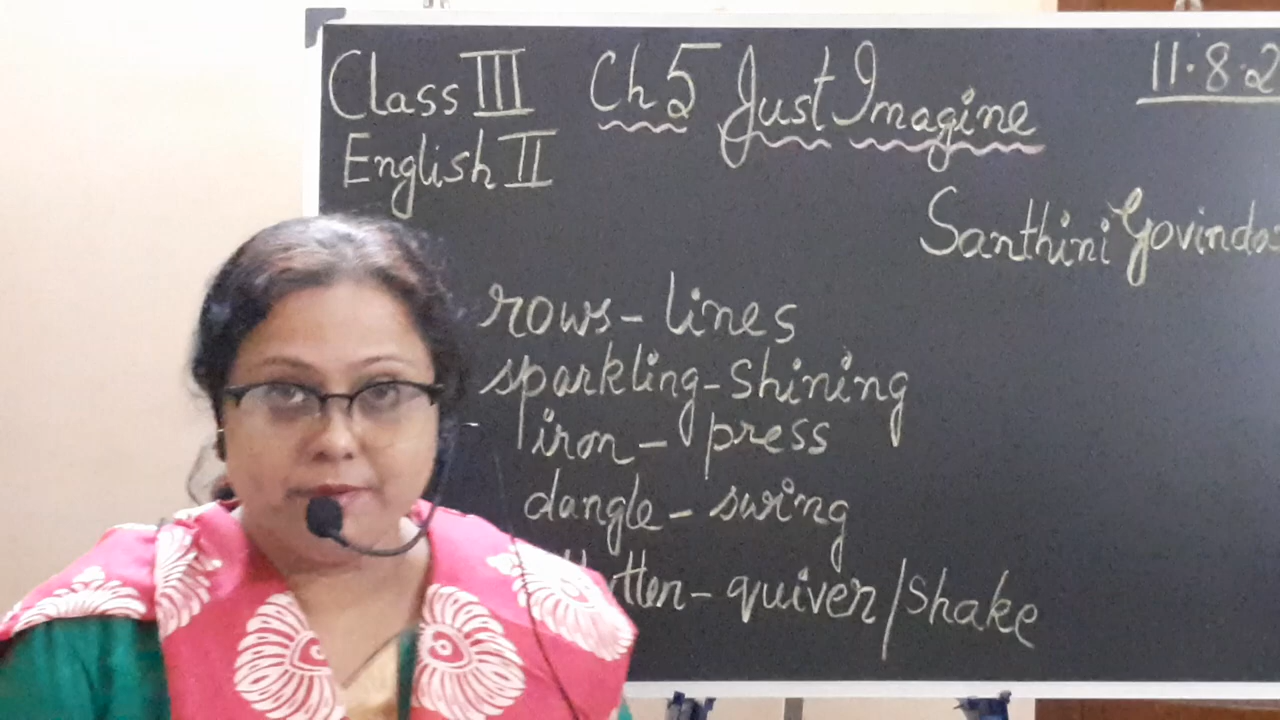 Class III Ch 5 Just Imagine 11.8.2
English II
Santhini Govinda
rows - lines
sparkling - shining
iron - press
dangle - swing
quiver/shake